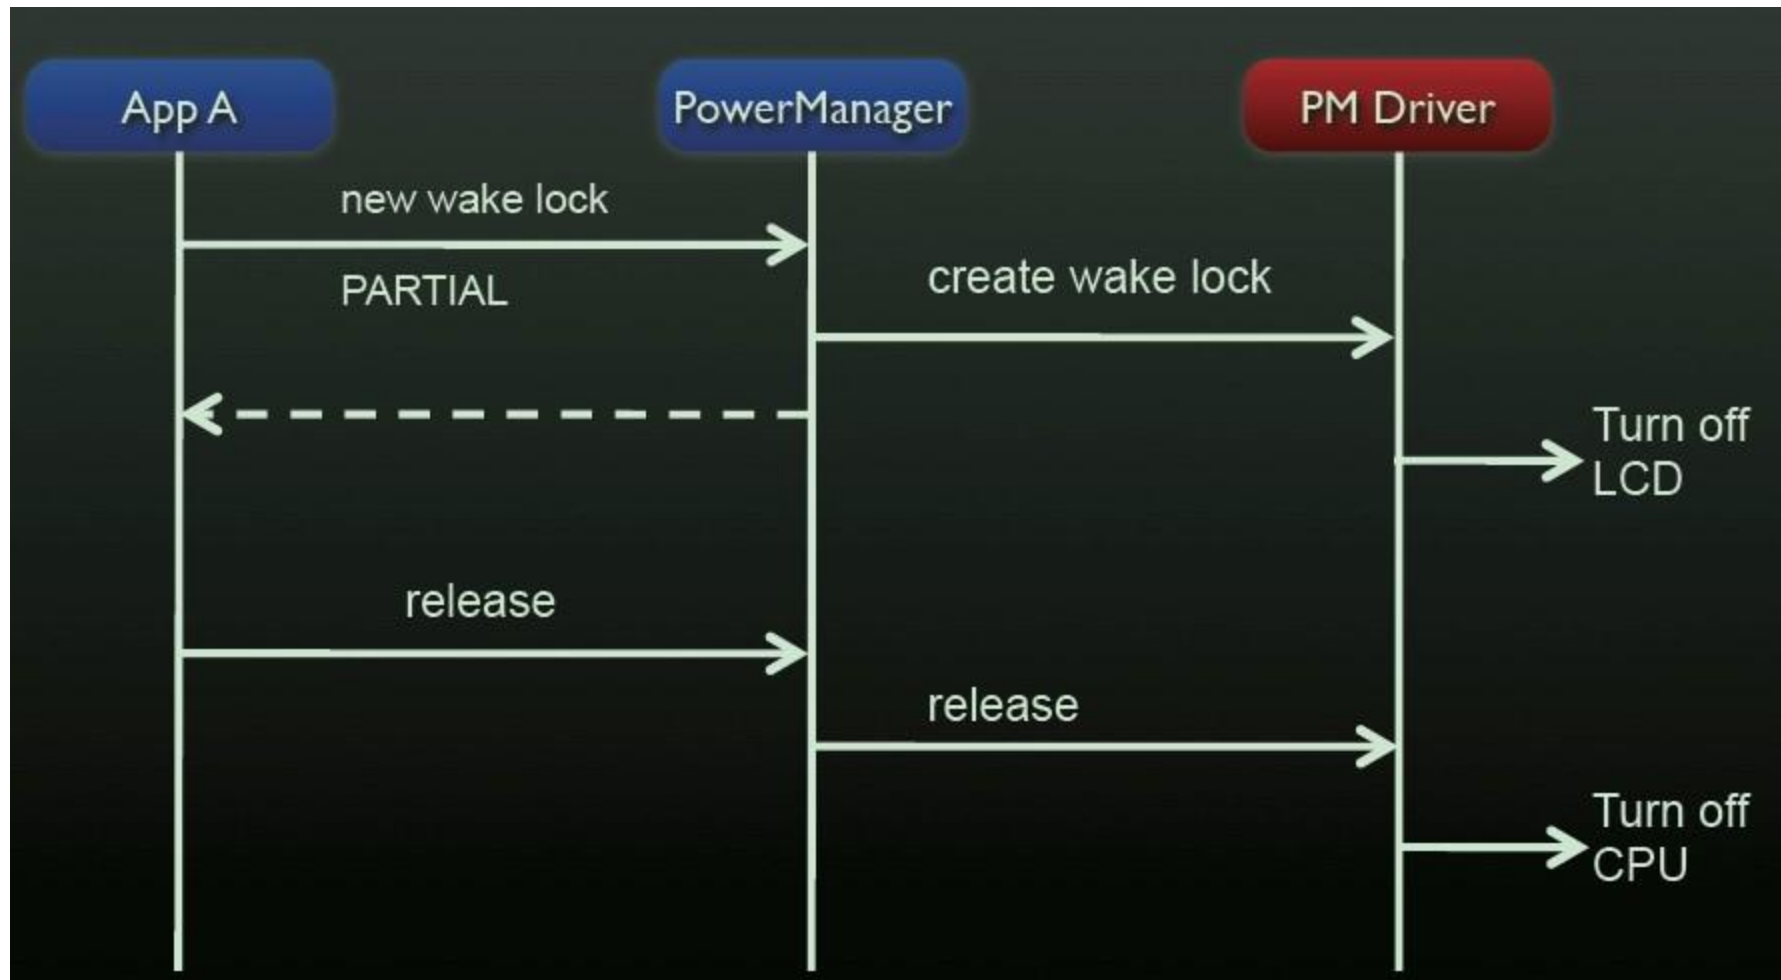 App A
PowerManager
PM Driver
new wake lock
PARTIAL
create wake lock
Turn off
LCD
release
release
Turn off
CPU